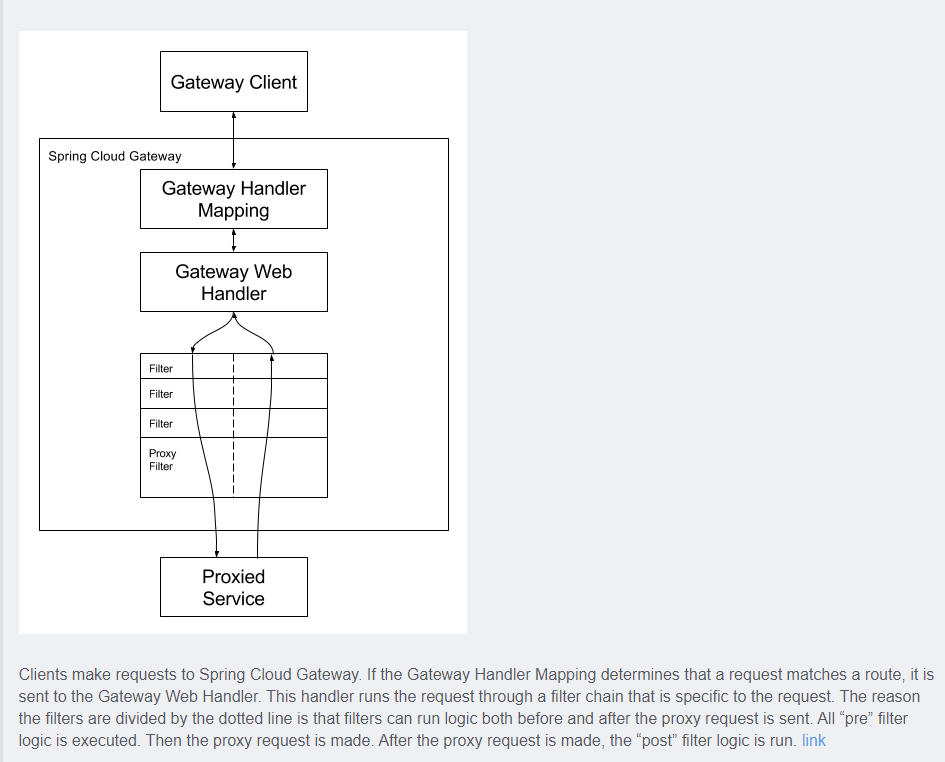 Gateway Client
Spring Cloud Gateway
Gateway Handler
Mapping
Gateway Web
Handler
Filter
Filter
Filter
Proxy
Filter
Proxied
Service
Clients make requests to Spring Cloud Gateway. If the Gateway Handler Mapping determines that a request matches a route, it is
sent to the Gateway Web Handler. This handler runs the request through a filter chain that is specific to the request. The reason
the filters are divided by the dotted line is that filters can run logic both before and after the proxy request is sent. All “pre” filter
logic is executed. Then the proxy request is made. After the proxy request is made, the “post” filter logic is run. link